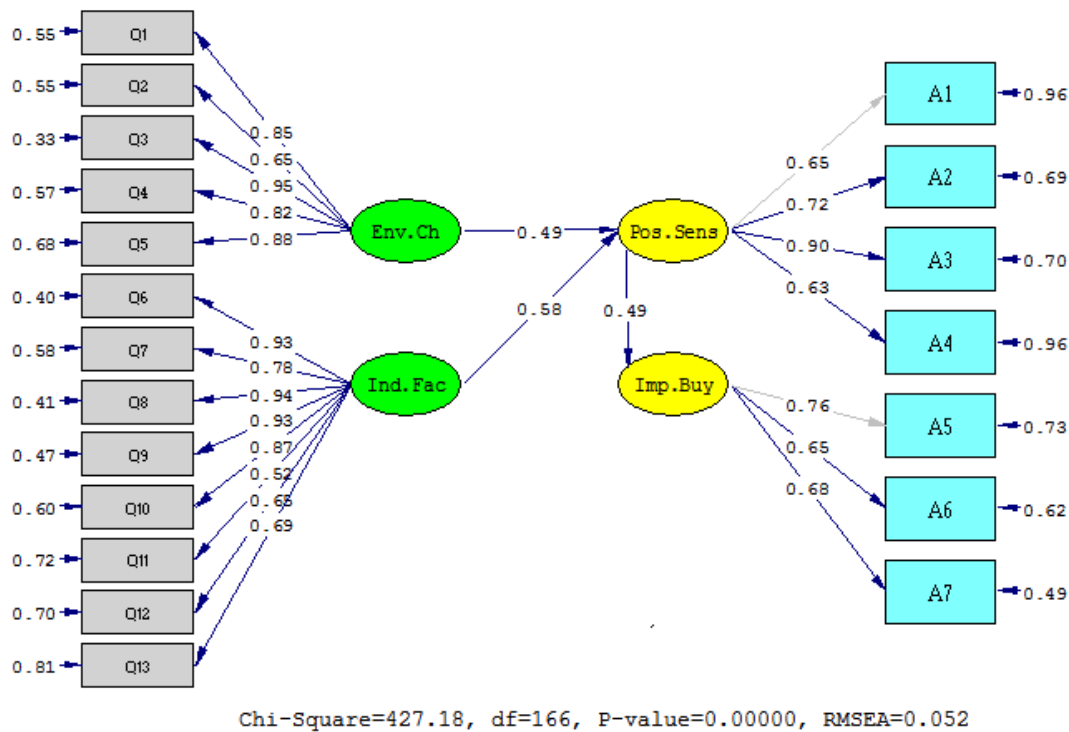 0.55 Q1
0.55 Q2
0.33 Q3
0.57 Q4
0.68 Q5
0.40 Q6
0.58 Q7
0.41 Q8
0.47 Q9
0.60 Q10
0.72 Q11
0.70 Q12
0.81 Q13
0.85
0.65
0.95
0.82
0.88
0.93
0.78
0.94
0.93
0.87
0.52
0.65
0.69
Env.Ch
Ind.Fac
0.49
0.58
Pos.Sens
0.49
Imp.Buy
0.65
0.72
0.90
0.63
0.76
0.65
0.68
A1 0.96
A2 0.69
A3 0.70
A4 0.96
A5 0.73
A6 0.62
A7 0.49
Chi-Square=427.18, df=166, P-value=0.00000, RMSEA=0.052